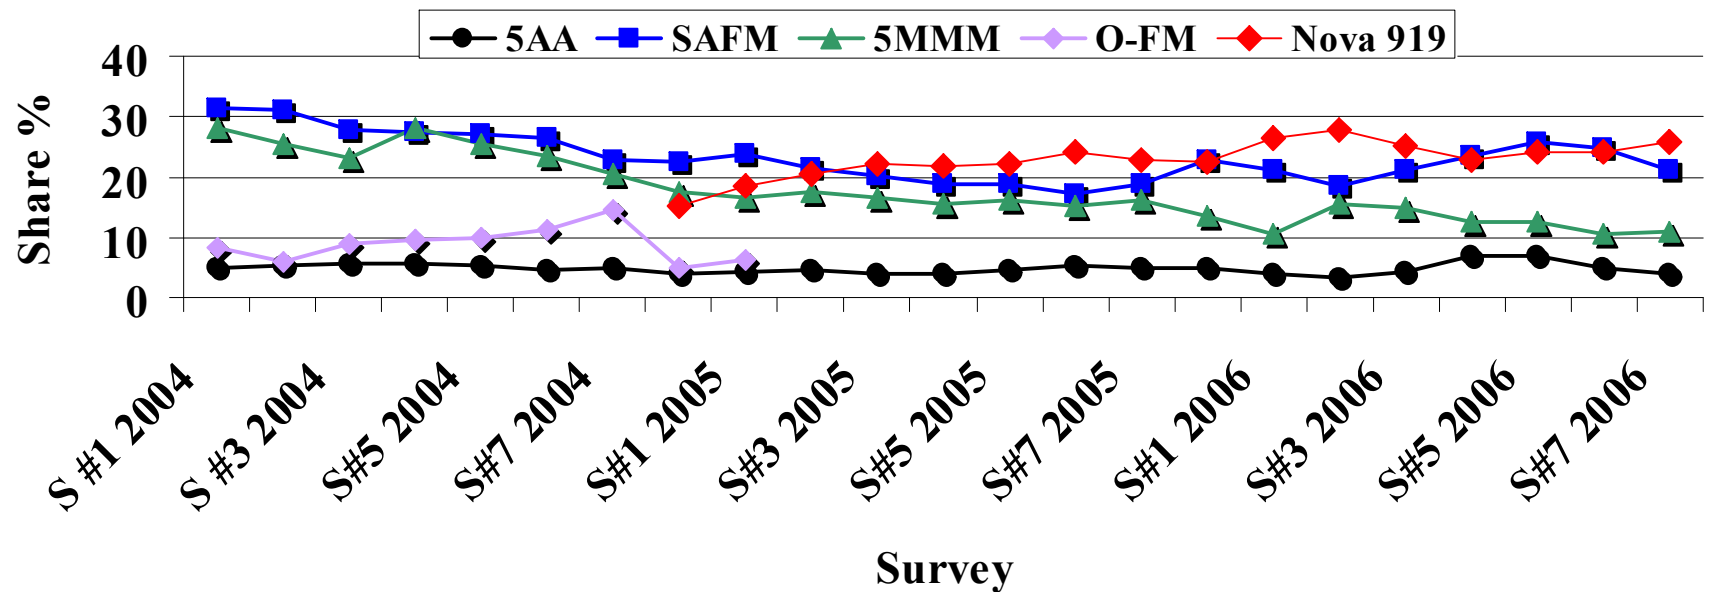 5AA SAFM 5MMM O-FM Nova 919
Share %
40
30
20
10
0
S #1 2004
S #3 2004
S#5 2004
S#7 2004
S#1 2005
S#3 2005
S#5 2005
S#7 2005
S#1 2006
S#3 2006
S#5 2006
S#7 2006
Survey